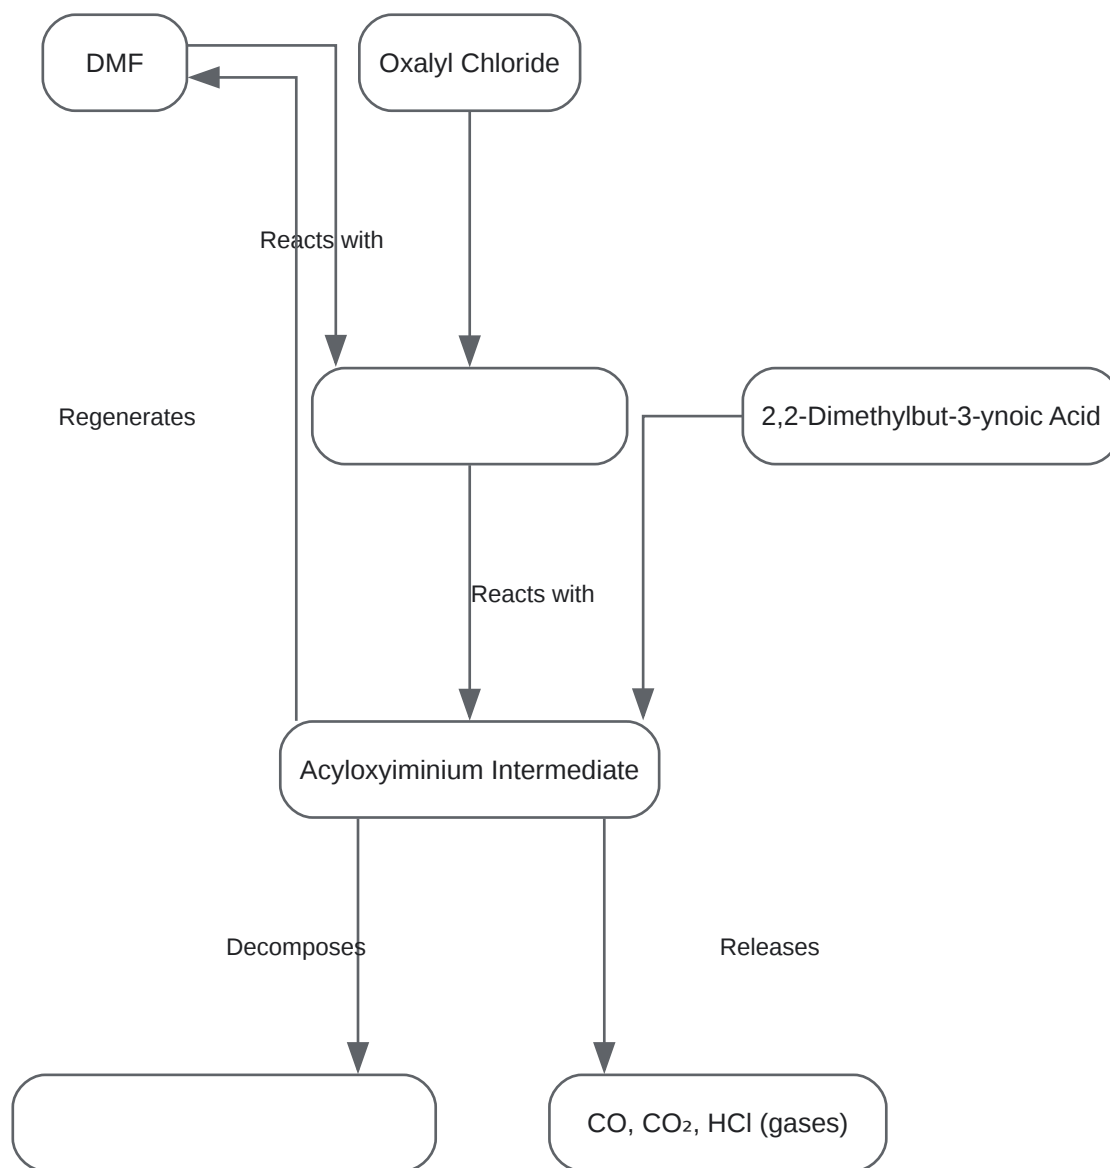 DMF
Oxalyl Chloride
Reacts with
Regenerates
2,2-Dimethylbut-3-ynoic Acid
Reacts with
Acyloxyiminium Intermediate
Decomposes
Releases
CO, CO₂, HCl (gases)